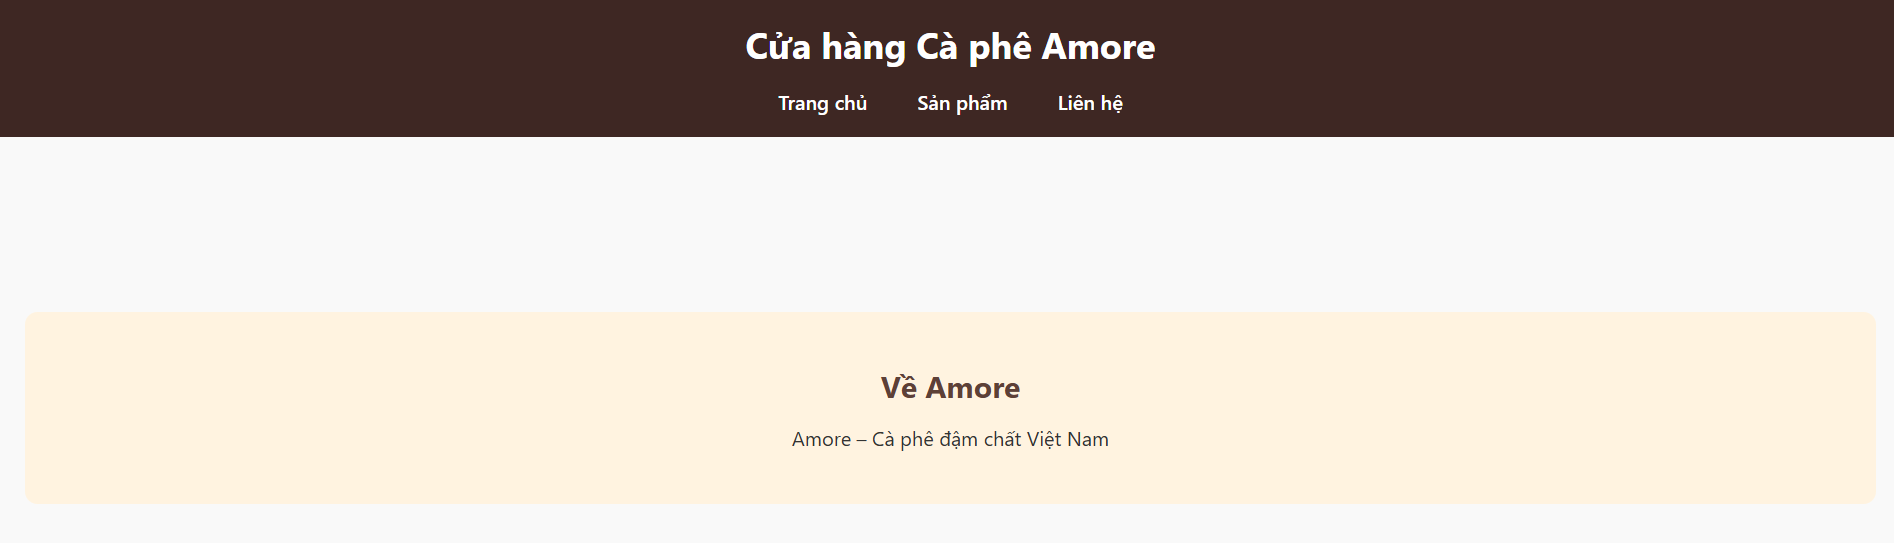 Cửa hàng Cà phê Amore
Trang chủ Sản phẩm Liên hệ
Về Amore
Amore – Cà phê đậm chất Việt Nam